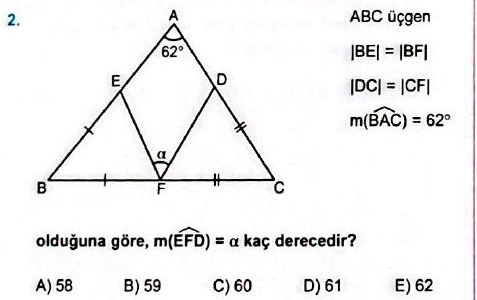 2.
A
62°
E
D
α
B
F
C
ABC üçgen
|BE| = |BF|
|DC| = |CF|
m(BAC) = 62°
olduğuna göre, m(EFD) = α kaç derecedir?
A) 58 B) 59 C) 60 D) 61 E) 62